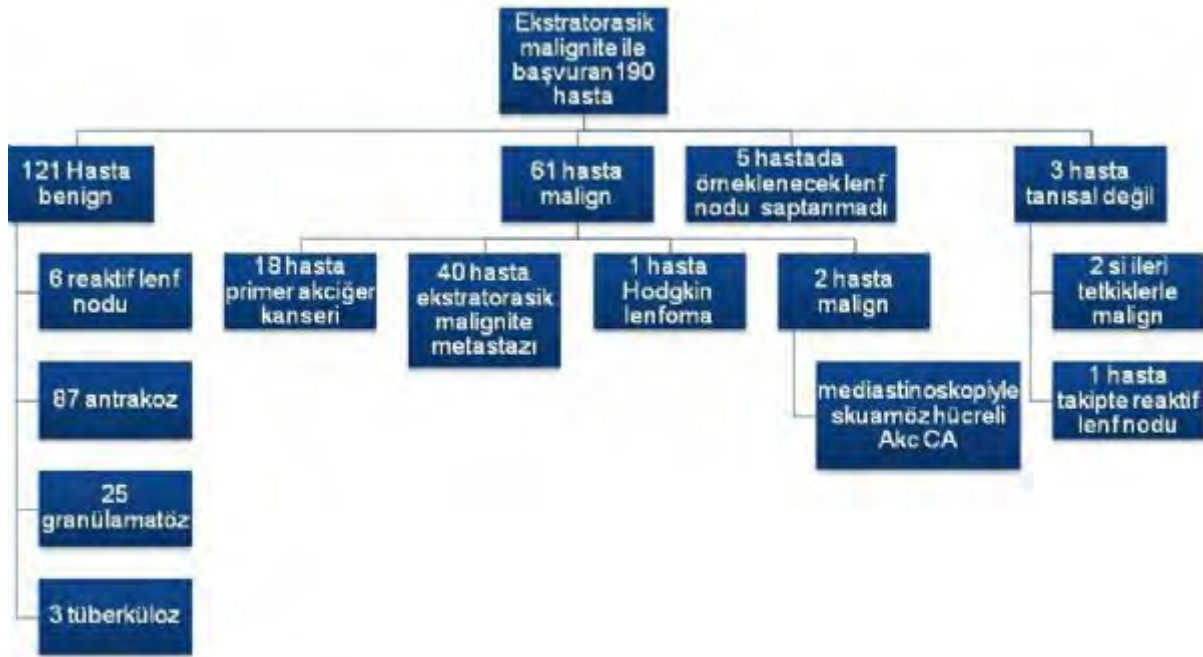 Ekstratorasik
malignite ile
başvuran 190
hasta
121 Hasta
benign
61 hasta
malign
5 hastada
örneklenecek lenf
nodu saptanmadı
3 hasta
tanısal değil
6 reaktif lenf
nodu
87 antrakoz
25
granülamatöz
3 tüberküloz
18 hasta
primer akciğer
kanseri
40 hasta
ekstratorasik
malignite
metastazı
1 hasta
Hodgkin
lenfoma
2 hasta
malign
mediastinoskopiyle
skuamöz hücreli
Akc CA
2 si ileri
tetkiklerle
malign
1 hasta
takipte reaktif
lenf nodu